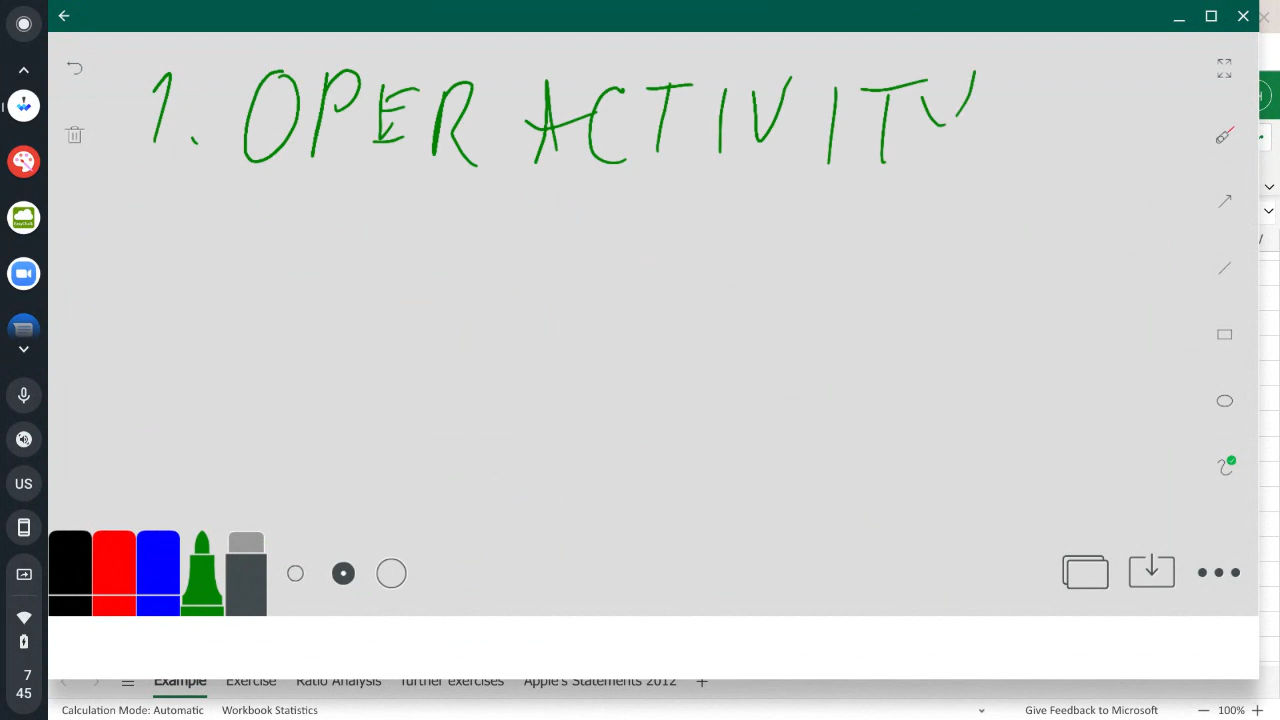 1. OPER ACTIVITY
US
7
45
Example Exercise Ratio Analysis further exercises Apple's Statements 2012
Calculation Mode: Automatic Workbook Statistics Give Feedback to Microsoft 100%